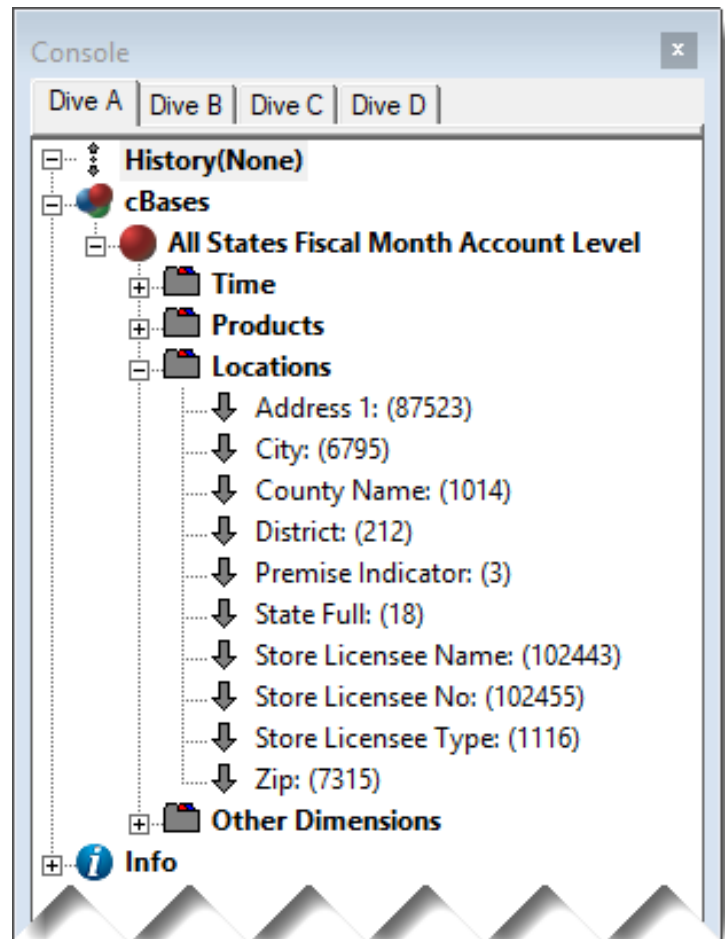 Console
x
Dive A Dive B Dive C Dive D
History(None)
cBases
All States Fiscal Month Account Level
Time
Products
Locations
Address 1: (87523)
City: (6795)
County Name: (1014)
District: (212)
Premise Indicator: (3)
State Full: (18)
Store Licensee Name: (102443)
Store Licensee No: (102455)
Store Licensee Type: (1116)
Zip: (7315)
Other Dimensions
i Info